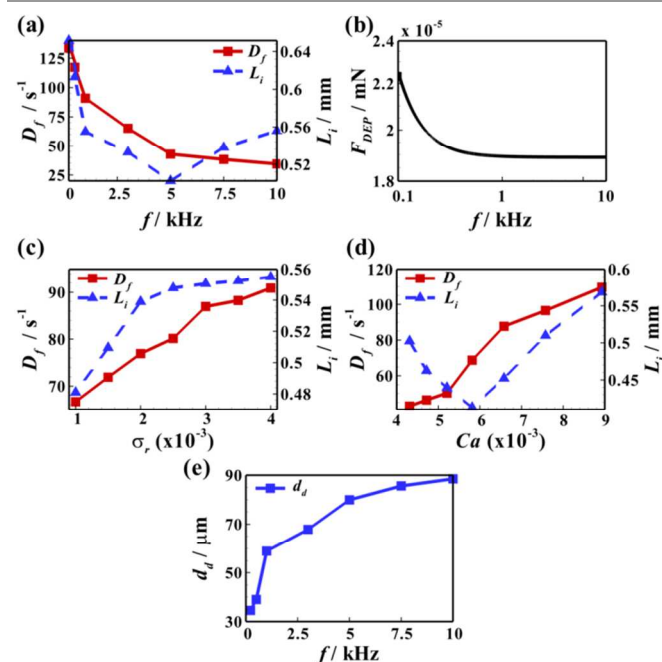 (a)
D_f
L_i
D_f / s⁻¹
125
100
75
50
25
0.64
0.6
0.56
0.52
L_i / mm
0 2.5 5 7.5 10
f / kHz
(b)
x 10⁻⁵
F_DEP / mN
2.4
2.2
2
1.8
0.1 1 10
f / kHz
(c)
D_f
L_i
D_f / s⁻¹
90
80
70
0.56
0.54
0.52
0.5
0.48
L_i / mm
1 2 3 4
σ_r (x10⁻³)
(d)
D_f
L_i
D_f / s⁻¹
120
100
80
60
0.6
0.55
0.5
0.45
L_i / mm
4 5 6 7 8 9
Ca (x10⁻³)
(e)
d_d
d_d / μm
90
70
50
30
0 2.5 5 7.5 10
f / kHz